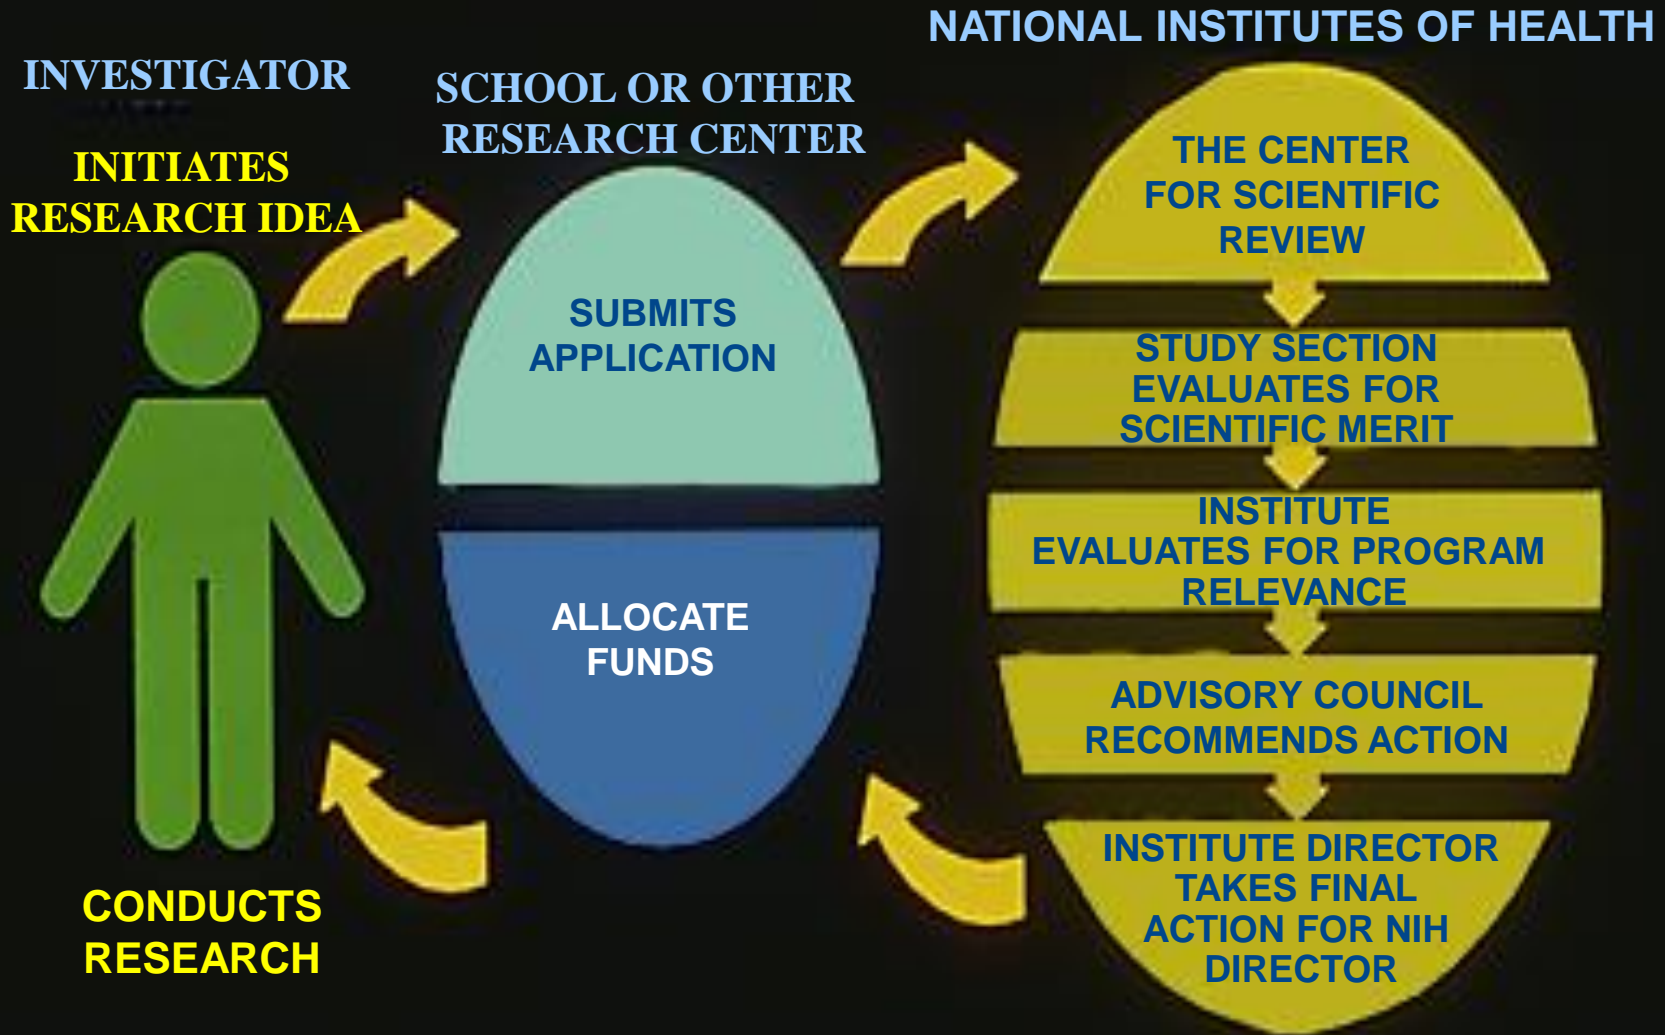 NATIONAL INSTITUTES OF HEALTH
INVESTIGATOR
INITIATES
RESEARCH IDEA
CONDUCTS
RESEARCH
SCHOOL OR OTHER
RESEARCH CENTER
SUBMITS
APPLICATION
ALLOCATE
FUNDS
THE CENTER
FOR SCIENTIFIC
REVIEW
STUDY SECTION
EVALUATES FOR
SCIENTIFIC MERIT
INSTITUTE
EVALUATES FOR PROGRAM
RELEVANCE
ADVISORY COUNCIL
RECOMMENDS ACTION
INSTITUTE DIRECTOR
TAKES FINAL
ACTION FOR NIH
DIRECTOR